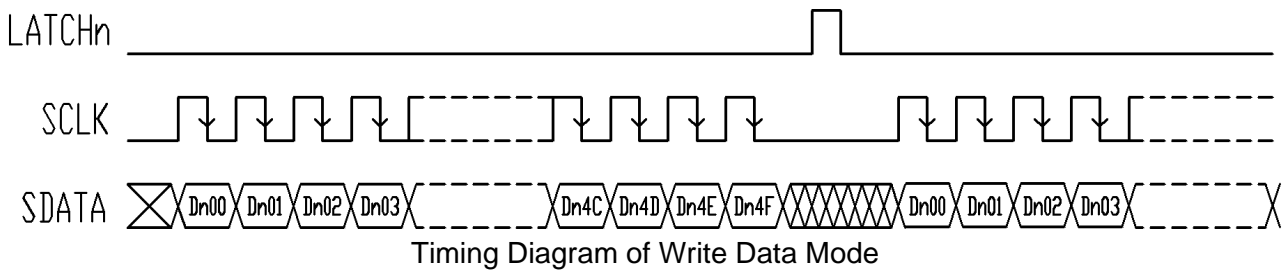 LATCHn
SCLK
SDATA Dn00 Dn01 Dn02 Dn03 Dn4C Dn4D Dn4E Dn4F Dn00 Dn01 Dn02 Dn03
Timing Diagram of Write Data Mode